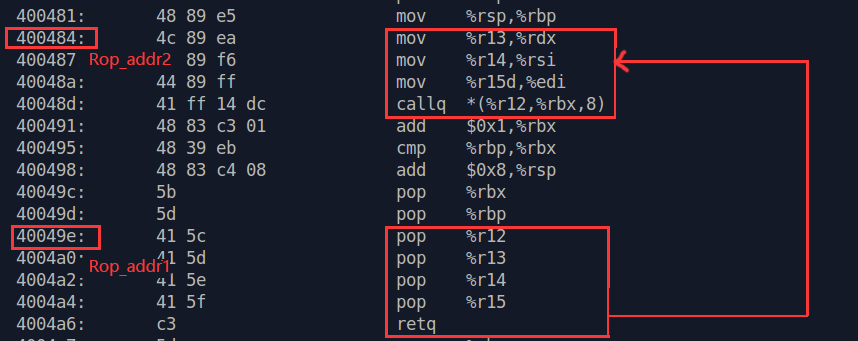 400481: 48 89 e5 mov %rsp,%rbp
400484: 4c 89 ea mov %r13,%rdx
400487 Rop_addr2 89 f6 mov %r14,%rsi
40048a: 44 89 ff mov %r15d,%edi
40048d: 41 ff 14 dc callq *(%r12,%rbx,8)
400491: 48 83 c3 01 add $0x1,%rbx
400495: 48 39 eb cmp %rbp,%rbx
400498: 48 83 c4 08 add $0x8,%rsp
40049c: 5b pop %rbx
40049d: 5d pop %rbp
40049e: 41 5c pop %r12
4004a0: 41 5d pop %r13
Rop_addr1
4004a2: 41 5e pop %r14
4004a4: 41 5f pop %r15
4004a6: c3 retq